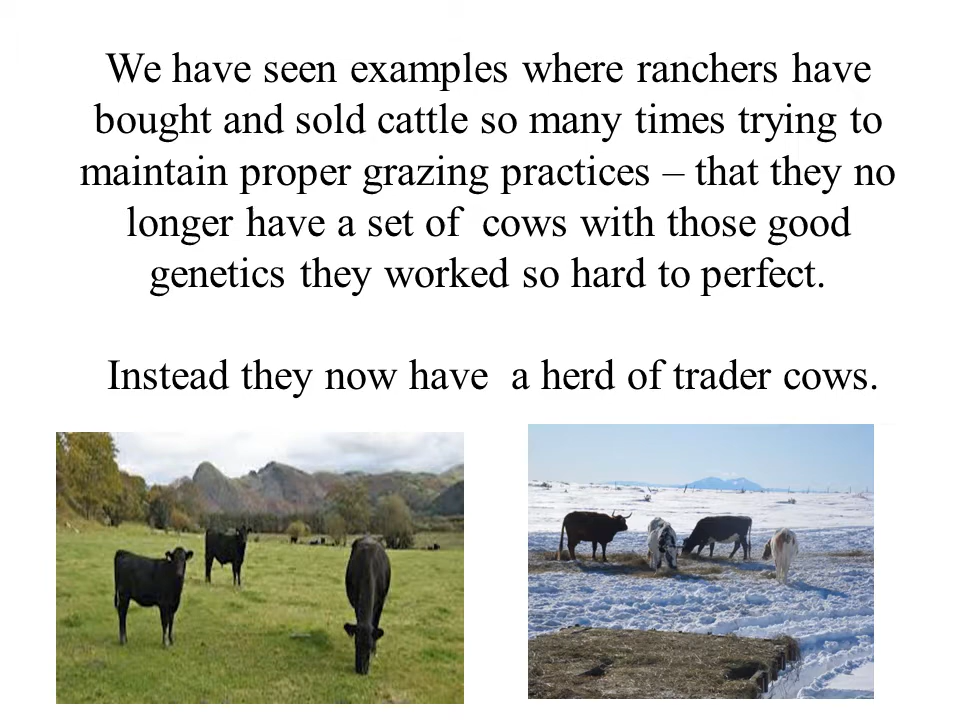 We have seen examples where ranchers have
bought and sold cattle so many times trying to
maintain proper grazing practices – that they no
longer have a set of  cows with those good
genetics they worked so hard to perfect.
Instead they now have  a herd of trader cows.